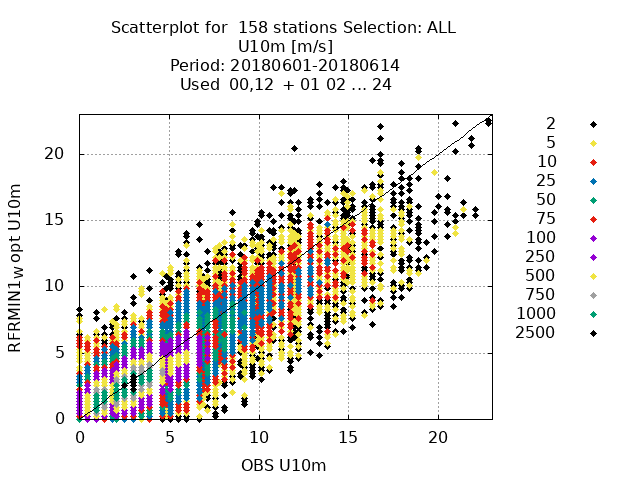 Scatterplot for 158 stations Selection: ALL
U10m [m/s]
Period: 20180601-20180614
Used 00,12 + 01 02 ... 24
RFRMIN1W opt U10m
20
15
10
5
0
0 5 10 15 20
OBS U10m
2
5
10
25
50
75
100
250
500
750
1000
2500